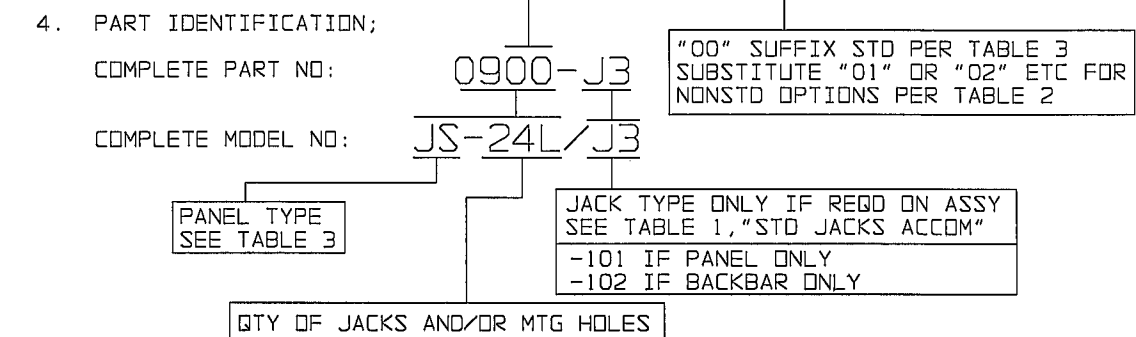 4. PART IDENTIFICATION;
"00" SUFFIX STD PER TABLE 3
SUBSTITUTE "01" OR "02" ETC FOR
NONSTD OPTIONS PER TABLE 2
COMPLETE PART NO: 0900-J3
COMPLETE MODEL NO: JS-24L/J3
PANEL TYPE
SEE TABLE 3
JACK TYPE ONLY IF REQD ON ASSY
SEE TABLE 1,"STD JACKS ACCOM"
-101 IF PANEL ONLY
-102 IF BACKBAR ONLY
QTY OF JACKS AND/OR MTG HOLES